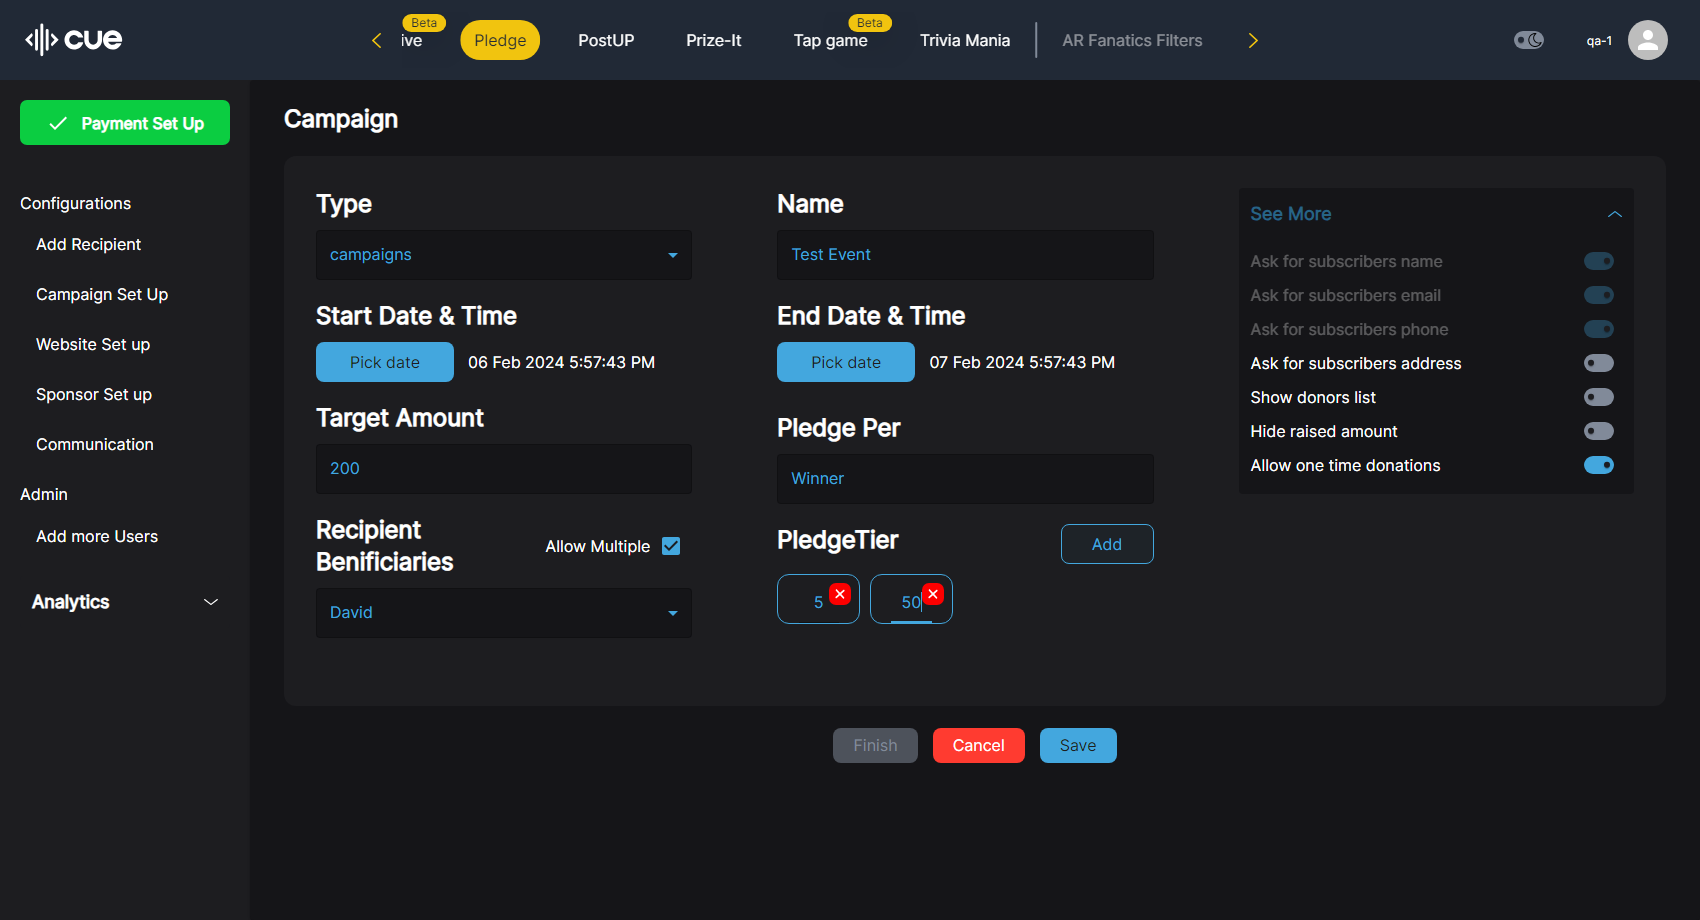 cue
Beta
ive
Pledge
PostUP
Prize-It
Beta
Tap game
Trivia Mania
AR Fanatics Filters
qa-1
Payment Set Up
Configurations
Add Recipient
Campaign Set Up
Website Set up
Sponsor Set up
Communication
Admin
Add more Users
Analytics
Campaign
Type
campaigns
Name
Test Event
Start Date & Time
Pick date
06 Feb 2024 5:57:43 PM
End Date & Time
Pick date
07 Feb 2024 5:57:43 PM
Target Amount
200
Pledge Per
Winner
Recipient
Benificiaries
Allow Multiple
David
PledgeTier
Add
5
50
See More
Ask for subscribers name
Ask for subscribers email
Ask for subscribers phone
Ask for subscribers address
Show donors list
Hide raised amount
Allow one time donations
Finish
Cancel
Save